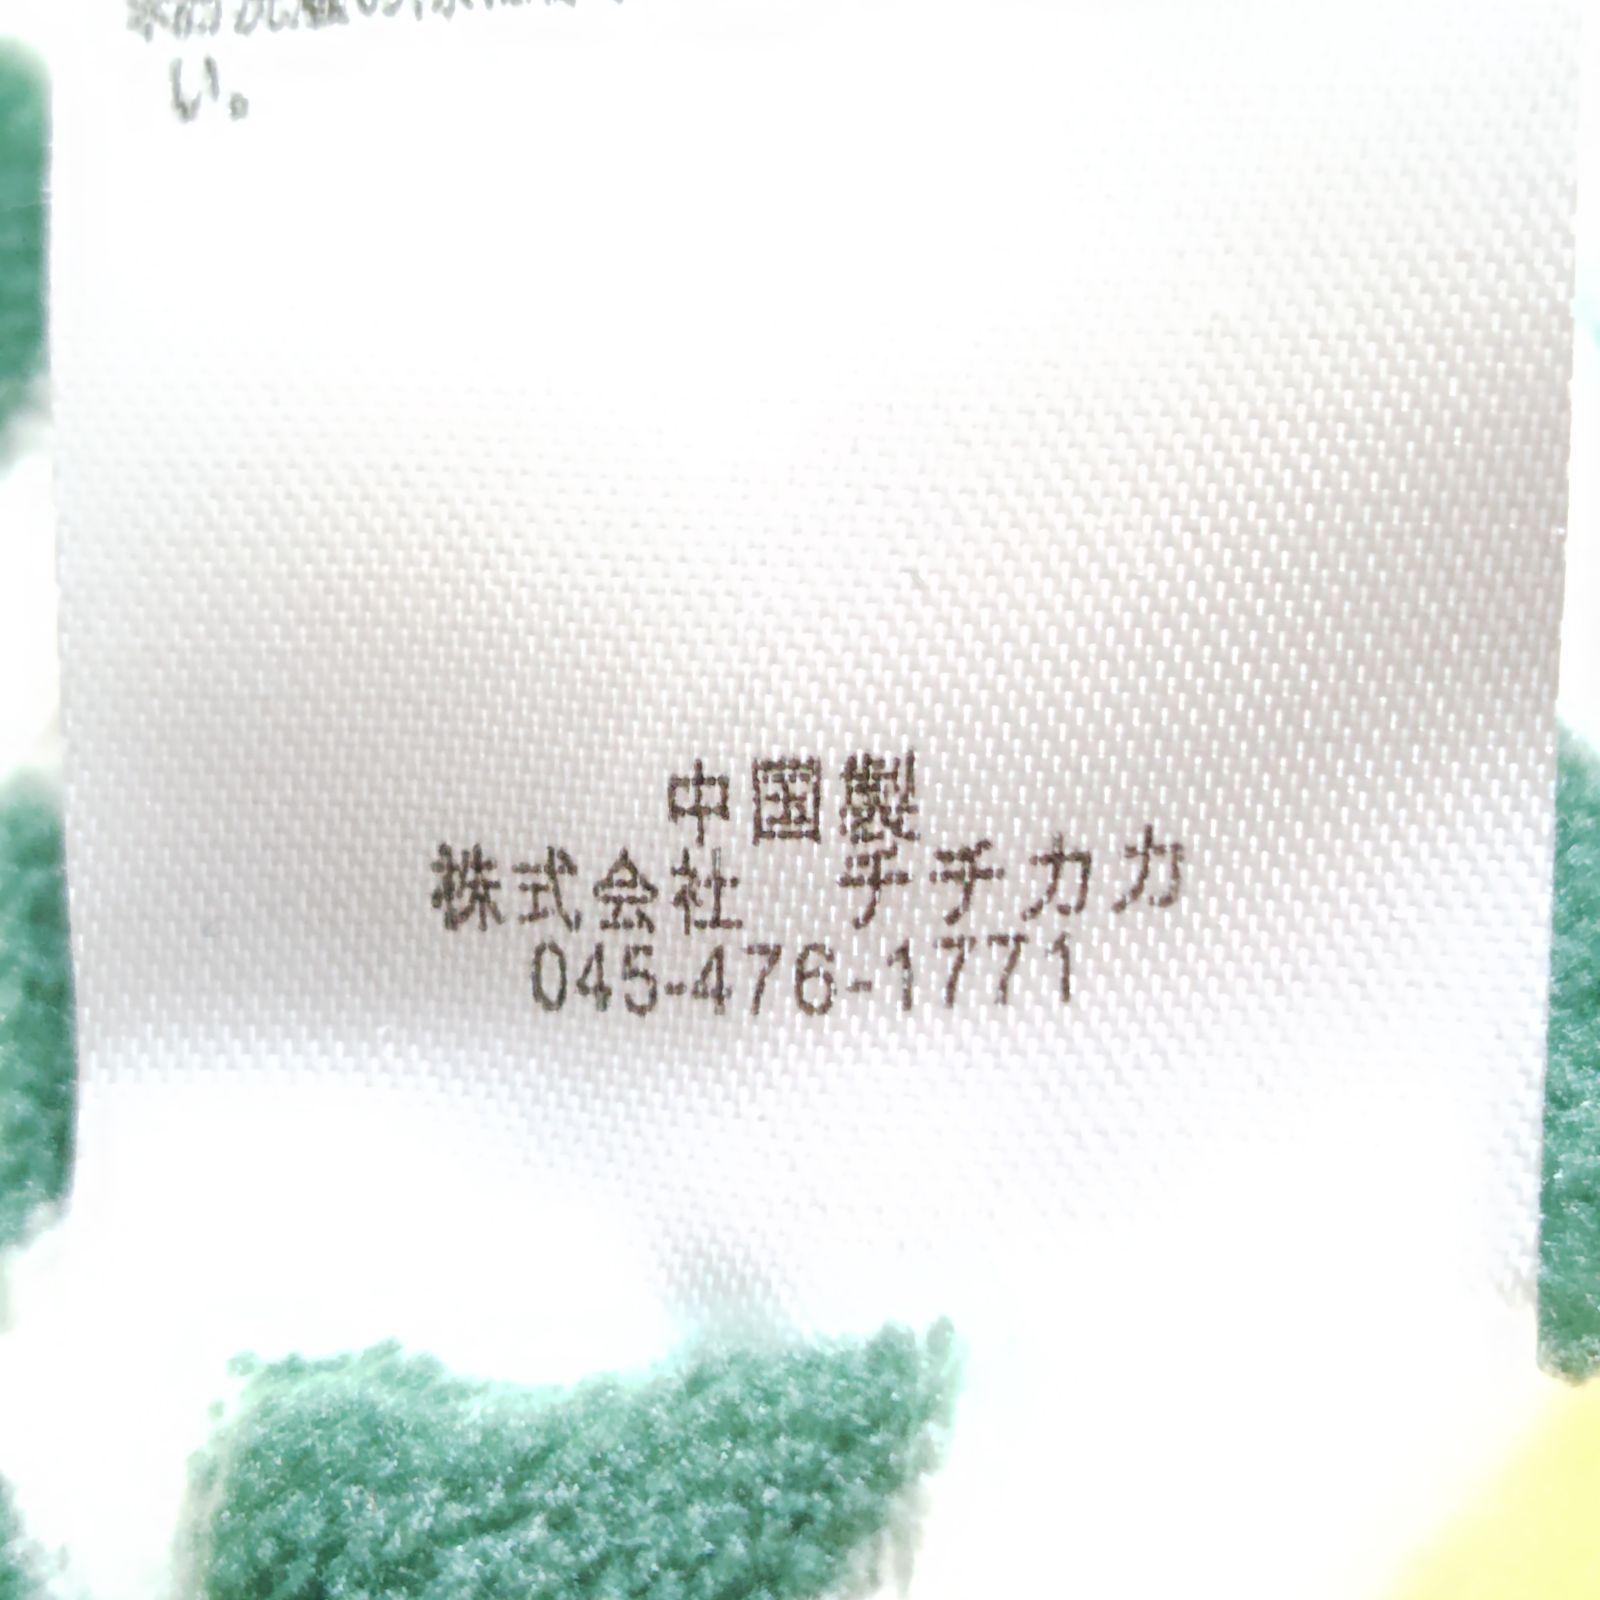 い。
中国製
株式会社　チチカカ
045-476-1771